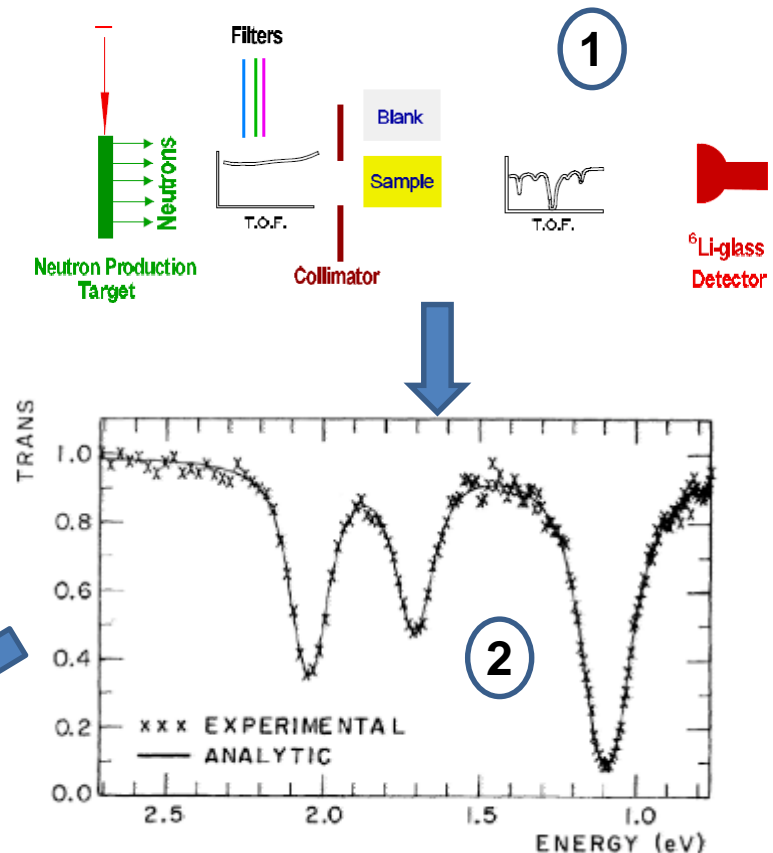 Filters
1
Neutrons
Blank
Sample
T.O.F.
T.O.F.
Neutron Production
Target
Collimator
⁶Li-glass
Detector
TRANS
1.0
0.8
0.6
0.4
0.2
0.0
2
xxx EXPERIMENTAL
— ANALYTIC
2.5
2.0
1.5
1.0
ENERGY (eV)